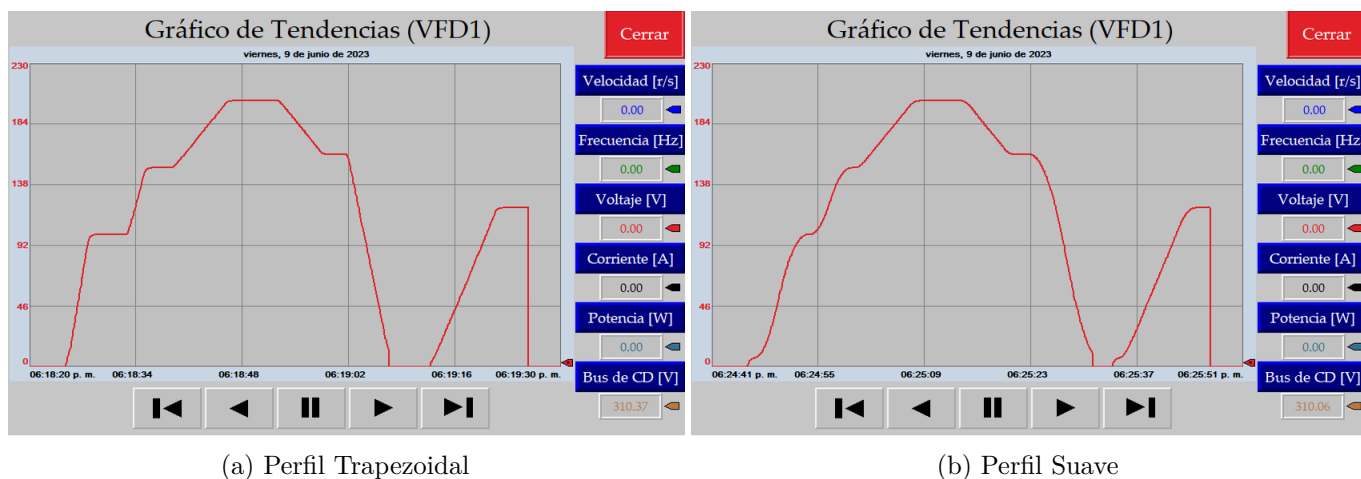 Gráfico de Tendencias (VFD1)
Cerrar
viernes, 9 de junio de 2023
230
184
138
92
46
0
06:18:20 p. m.
06:18:34
06:18:48
06:19:02
06:19:16
06:19:30 p. m.
Velocidad [r/s]
0.00
Frecuencia [Hz]
0.00
Voltaje [V]
0.00
Corriente [A]
0.00
Potencia [W]
0.00
Bus de CD [V]
310.37
(a) Perfil Trapezoidal
Gráfico de Tendencias (VFD1)
Cerrar
viernes, 9 de junio de 2023
230
184
138
92
46
0
06:24:41 p. m.
06:24:55
06:25:09
06:25:23
06:25:37
06:25:51 p. m.
Velocidad [r/s]
0.00
Frecuencia [Hz]
0.00
Voltaje [V]
0.00
Corriente [A]
0.00
Potencia [W]
0.00
Bus de CD [V]
310.06
(b) Perfil Suave